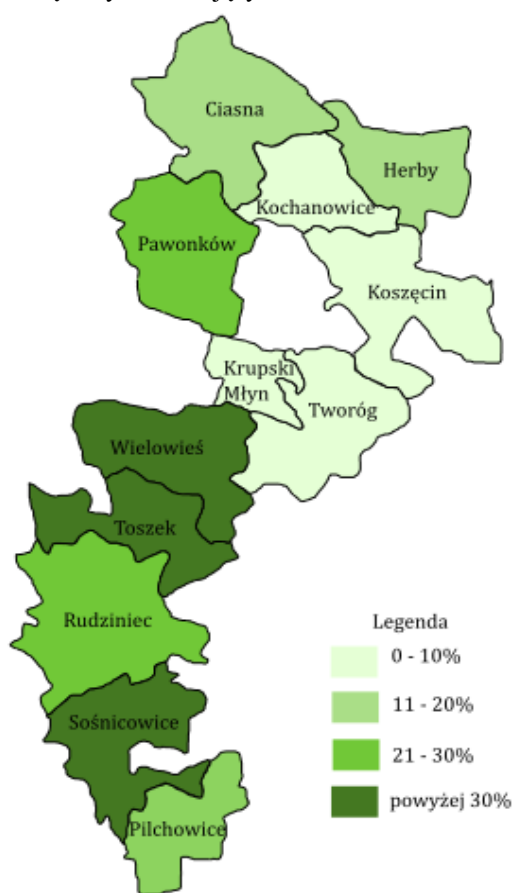 Ciasna
Herby
Kochanowice
Pawonków
Koszęcin
Krupski
Młyn
Tworóg
Wielowieś
Toszek
Rudziniec
Sośnicowice
Pilchowice
Legenda
0 - 10%
11 - 20%
21 - 30%
powyżej 30%